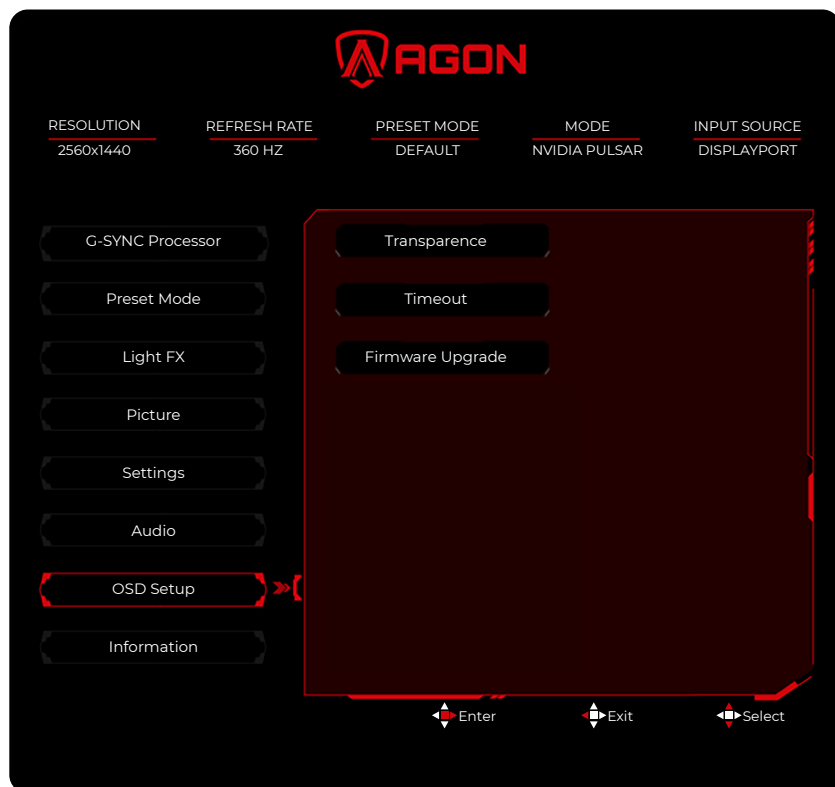 AGON
RESOLUTION REFRESH RATE PRESET MODE MODE INPUT SOURCE
2560x1440 360 HZ DEFAULT NVIDIA PULSAR DISPLAYPORT
G-SYNC Processor Transparence
Preset Mode Timeout
Light FX Firmware Upgrade
Picture
Settings
Audio
OSD Setup
Information
Enter Exit Select